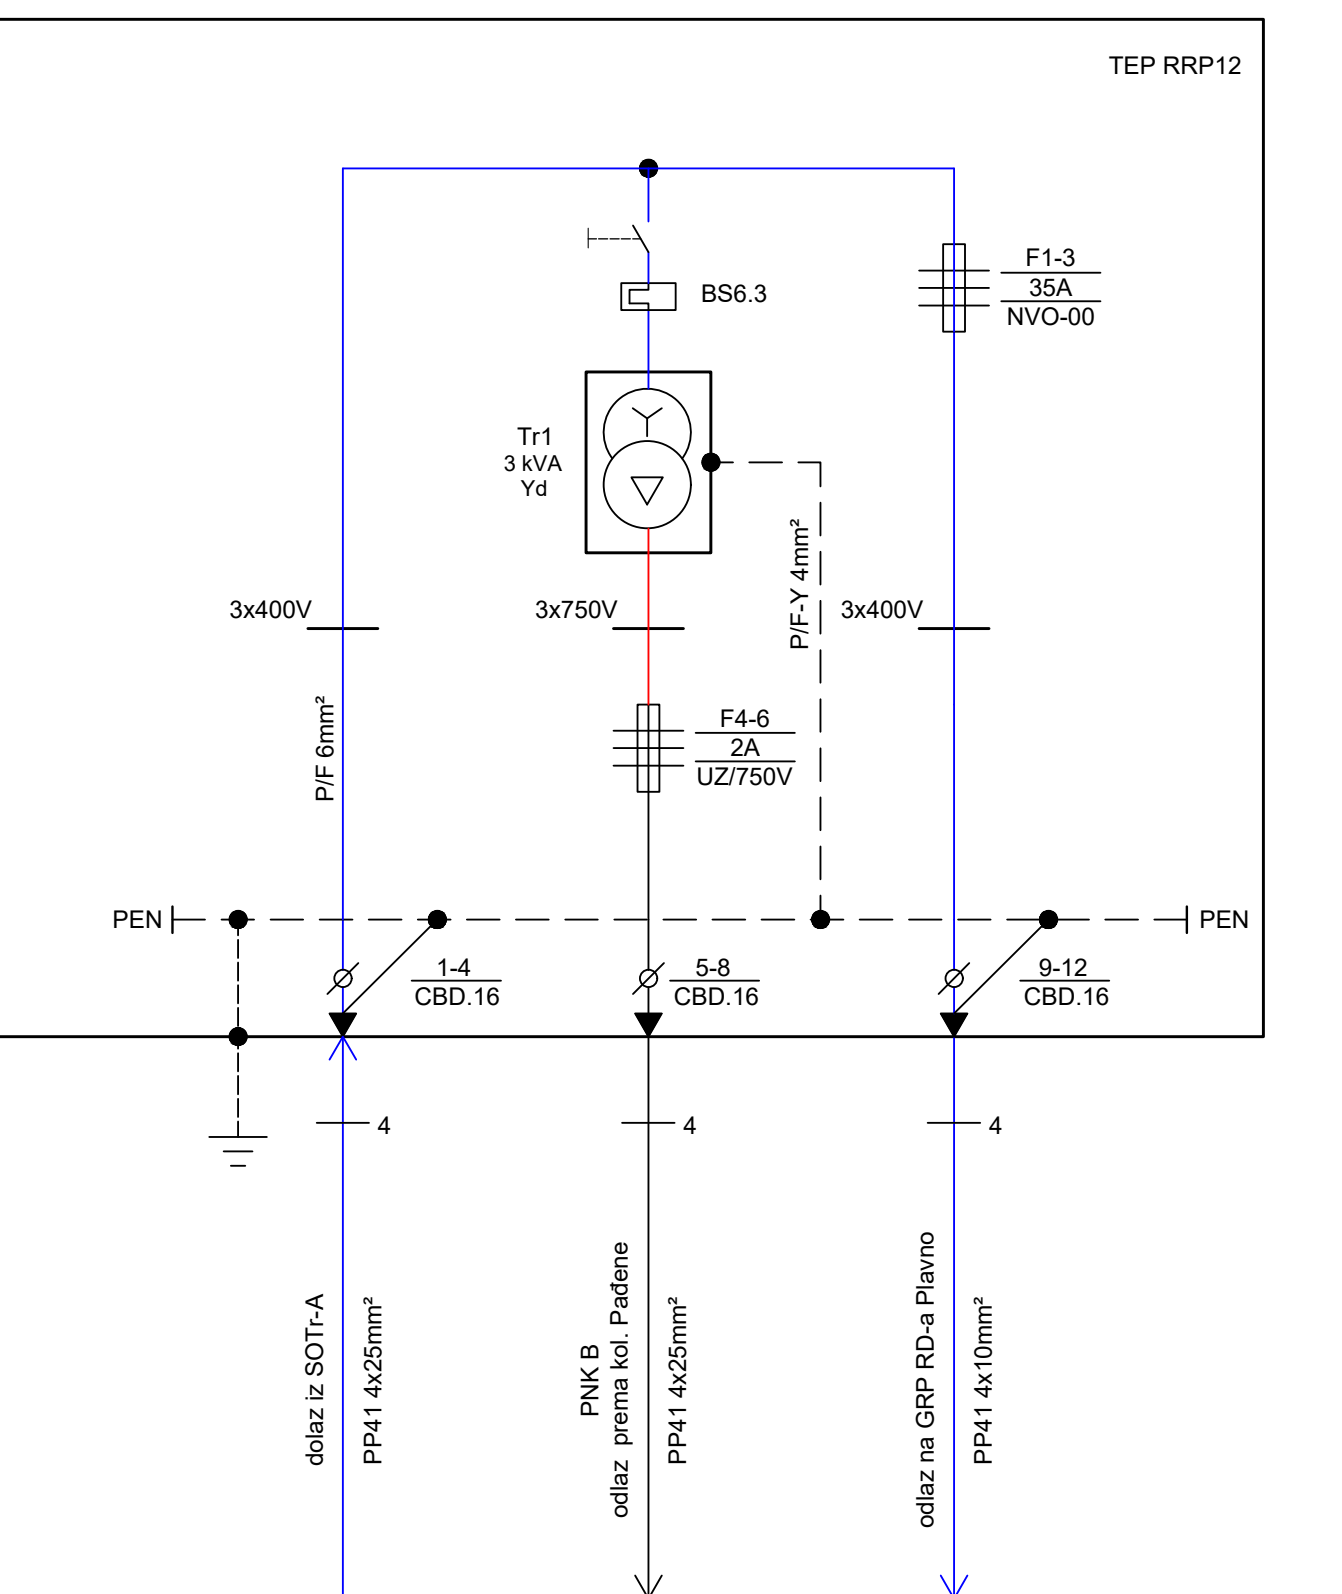 TEP RRP12
F1-3
35A
NVO-00
BS6.3
Tr1
3 kVA
Yd
P/F-Y 4mm²
3x400V
3x750V
3x400V
P/F 6mm²
F4-6
2A
UZ/750V
PEN
PEN
1-4
CBD.16
5-8
CBD.16
9-12
CBD.16
4
4
4
dolaz iz SOTr-A
PP41 4x25mm²
PNK B
odlaz prema kol. Pađene
PP41 4x25mm²
odlaz na GRP RD-a Plavno
PP41 4x10mm²